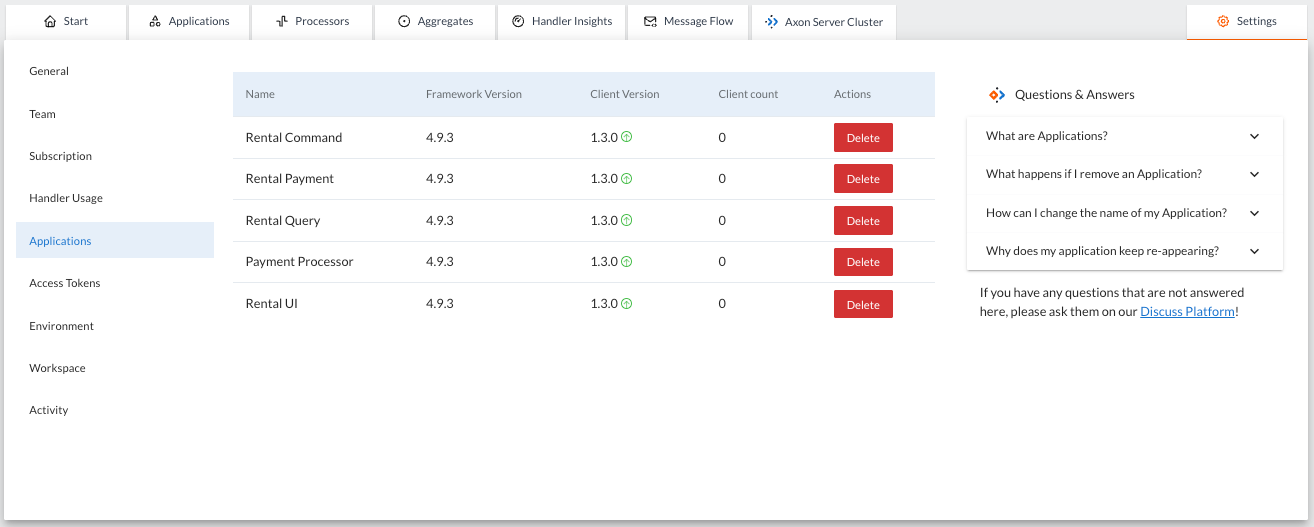 Start Applications Processors Aggregates Handler Insights Message Flow Axon Server Cluster Settings
General
Team
Subscription
Handler Usage
Applications
Access Tokens
Environment
Workspace
Activity
Name Framework Version Client Version Client count Actions
Rental Command 4.9.3 1.3.0 0 Delete
Rental Payment 4.9.3 1.3.0 0 Delete
Rental Query 4.9.3 1.3.0 0 Delete
Payment Processor 4.9.3 1.3.0 0 Delete
Rental UI 4.9.3 1.3.0 0 Delete
Questions & Answers
What are Applications?
What happens if I remove an Application?
How can I change the name of my Application?
Why does my application keep re-appearing?
If you have any questions that are not answered
here, please ask them on our Discuss Platform!